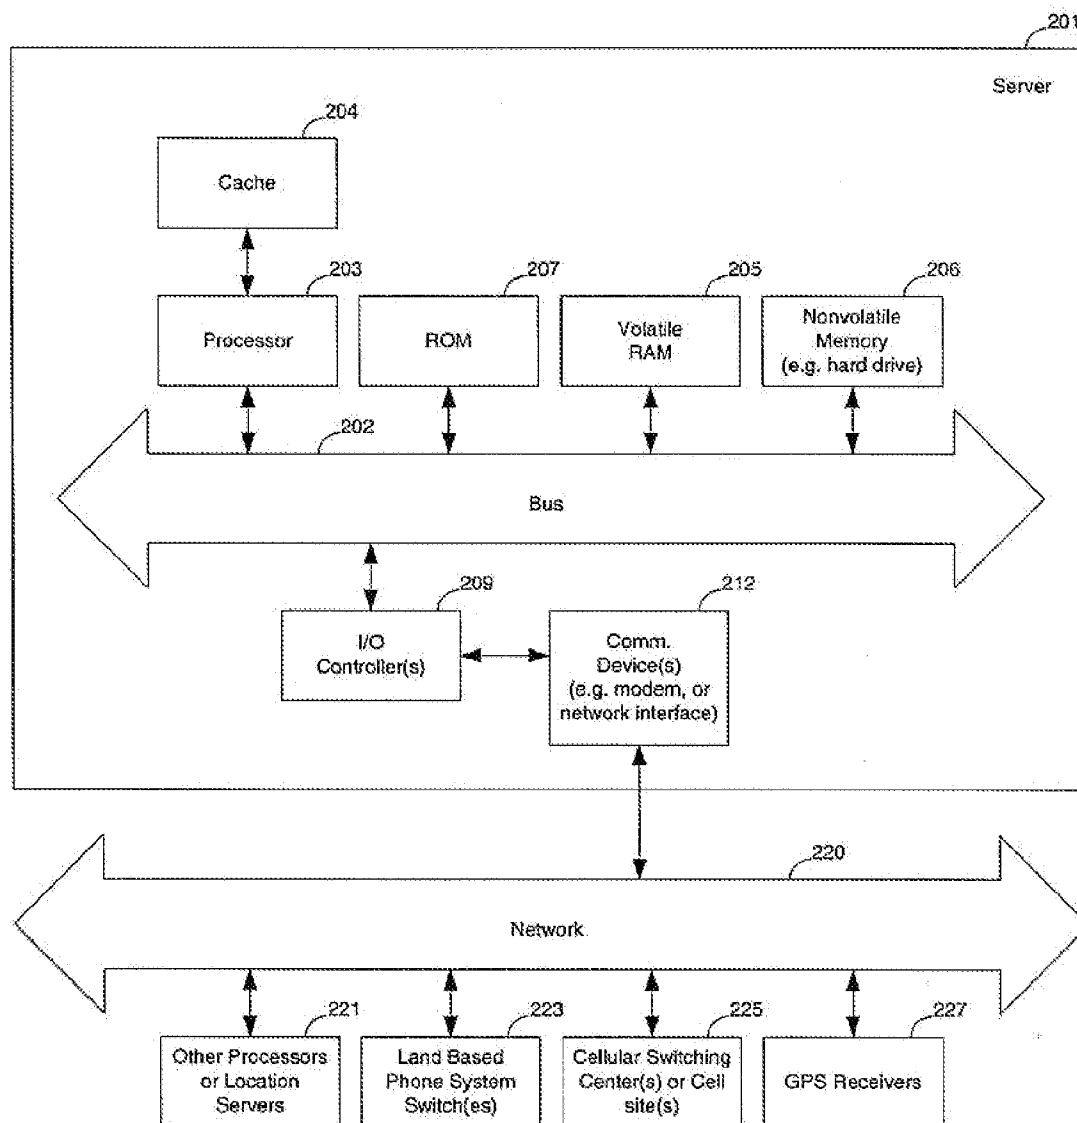 201
Server
204
Cache
203
207
205
206
Processor
ROM
Volatile
RAM
Nonvolatile
Memory
(e.g. hard drive)
202
Bus
209
212
I/O
Controller(s)
Comm.
Device(s)
(e.g. modem, or
network interface)
220
Network
221
223
225
227
Other Processors
or Location
Servers
Land Based
Phone System
Switch(es)
Cellular Switching
Center(s) or Cell
site(s)
GPS Receivers